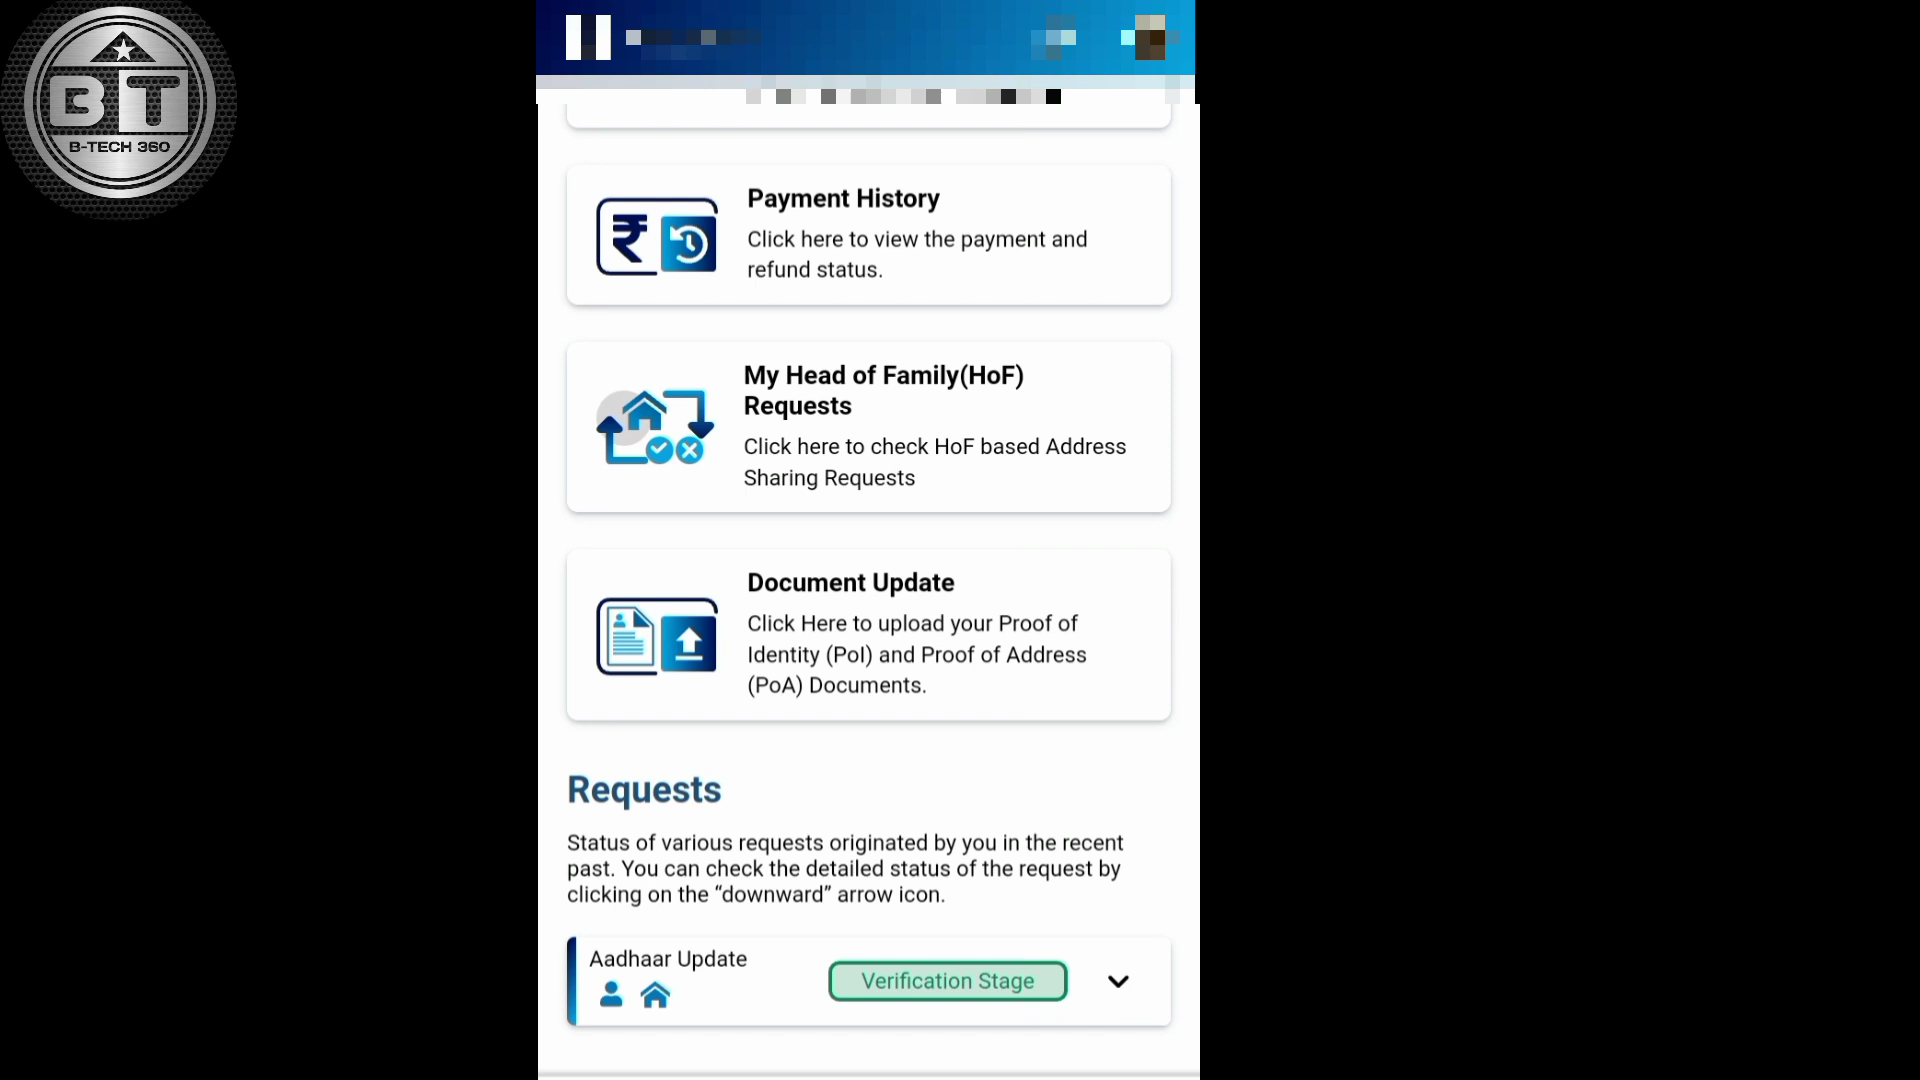 BT
B-TECH 360
Payment History
Click here to view the payment and
refund status.
My Head of Family(HoF)
Requests
Click here to check HoF based Address
Sharing Requests
Document Update
Click Here to upload your Proof of
Identity (PoI) and Proof of Address
(PoA) Documents.
Requests
Status of various requests originated by you in the recent
past. You can check the detailed status of the request by
clicking on the “downward” arrow icon.
Aadhaar Update
Verification Stage